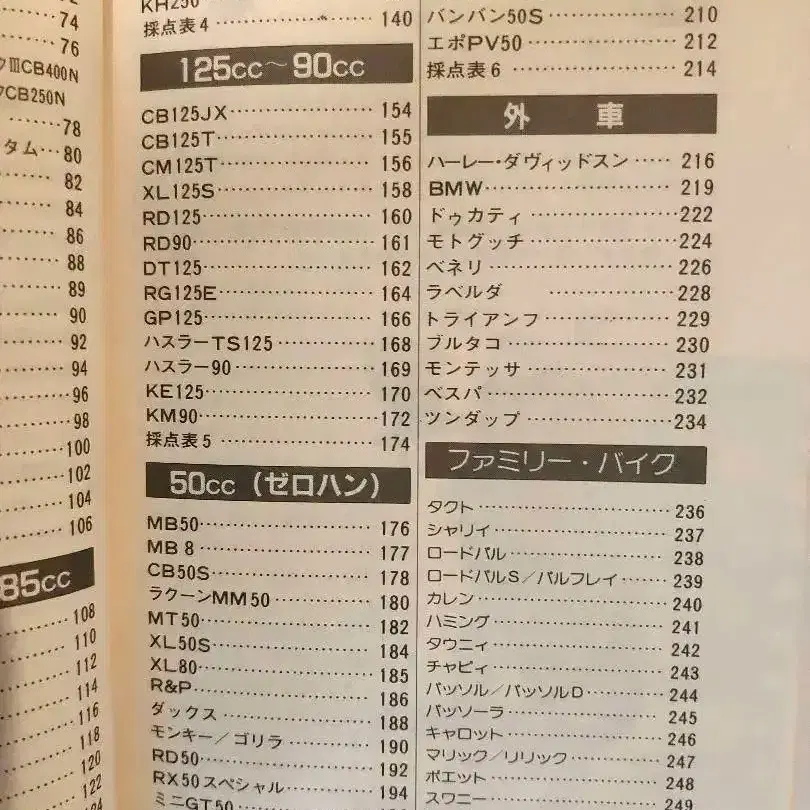 74
76
ⅢCB400N
CB250N
78
タム 80
82
84
86
88
89
90
92
94
96
98
100
102
104
106
85cc
108
110
112
114
116
118
120
122
KH250
採点表4 140
125cc～90cc
CB125JX 154
CB125T 155
CM125T 156
XL125S 158
RD125 160
RD90 161
DT125 162
RG125E 164
GP125 166
ハスラーTS125 168
ハスラー90 169
KE125 170
KM90 172
採点表5 174
50cc（ゼロハン）
MB50 176
MB8 177
CB50S 178
ラクーンMM50 180
MT50 182
XL50S 184
XL80 185
R&P 186
ダックス 188
モンキー／ゴリラ 190
RD50 192
RX50スペシャル 194
ミニGT50
バンバン50S 210
エポPV50 212
採点表6 214
外 車
ハーレー・ダヴィッドスン 216
BMW 219
ドゥカティ 222
モトグッチ 224
ベネリ 226
ラベルダ 228
トライアンフ 229
ブルタコ 230
モンテッサ 231
ベスパ 232
ツンダップ 234
ファミリー・バイク
タクト 236
シャリイ 237
ロードパル 238
ロードパルS／パルフレイ 239
カレン 240
ハミング 241
タウニィ 242
チャピィ 243
パッソル／パッソルD 244
パッソーラ 245
キャロット 246
マリック／リリック 247
ポエット 248
スワニー 249